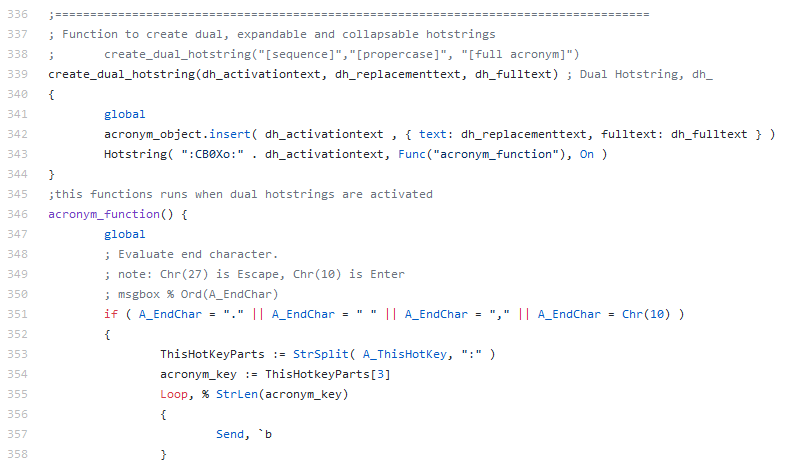 336 ;=====================================================================================
337 ; Function to create dual, expandable and collapsable hotstrings
338 ; create_dual_hotstring("[sequence]","[propercase]", "[full acronym]")
339 create_dual_hotstring(dh_activationtext, dh_replacementtext, dh_fulltext) ; Dual Hotstring, dh_
340 {
341 global
342 acronym_object.insert( dh_activationtext , { text: dh_replacementtext, fulltext: dh_fulltext } )
343 Hotstring( ":CB0Xo:" . dh_activationtext, Func("acronym_function"), On )
344 }
345 ;this functions runs when dual hotstrings are activated
346 acronym_function() {
347 global
348 ; Evaluate end character.
349 ; note: Chr(27) is Escape, Chr(10) is Enter
350 ; msgbox % Ord(A_EndChar)
351 if ( A_EndChar = "." || A_EndChar = " " || A_EndChar = "," || A_EndChar = Chr(10) )
352 {
353 ThisHotKeyParts := StrSplit( A_ThisHotKey, ":" )
354 acronym_key := ThisHotkeyParts[3]
355 Loop, % StrLen(acronym_key)
356 {
357 Send, `b
358 }